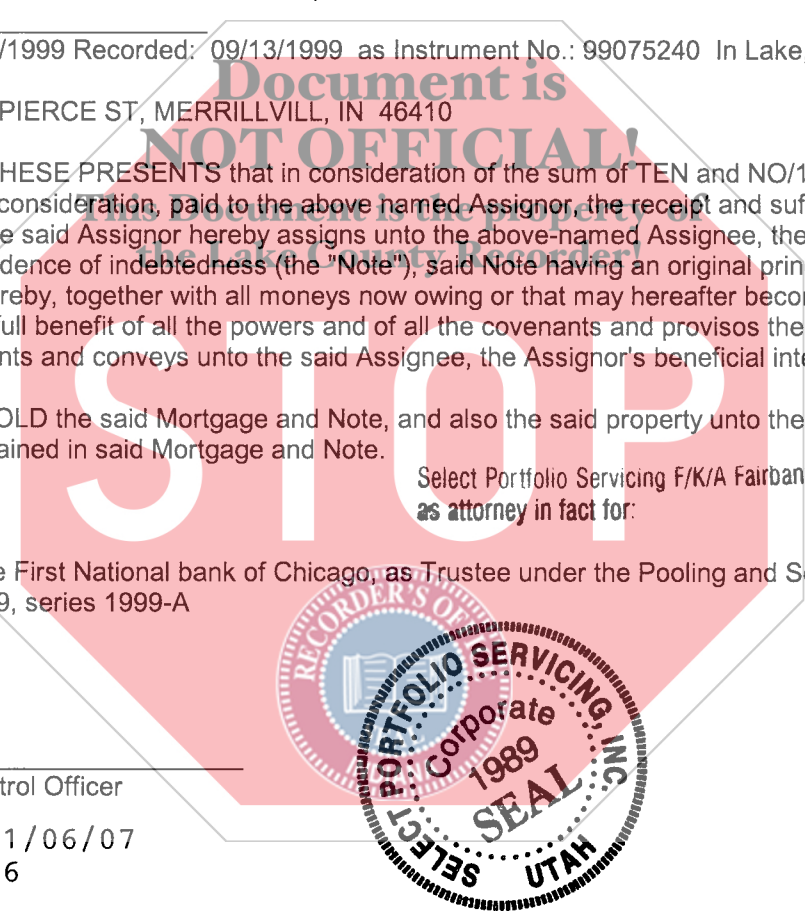 /1999 Recorded: 09/13/1999 as Instrument No.: 99075240 In Lake,
Document is
PIERCE ST, MERRILLVILL, IN 46410
NOT OFFICIAL!
HESE PRESENTS that in consideration of the sum of TEN and NO/1
This Document is the property of
consideration, paid to the above named Assignor, the receipt and suf
e said Assignor hereby assigns unto the above-named Assignee, the
the Lake County Recorder!
dence of indebtedness (the "Note"), said Note having an original prin
reby, together with all moneys now owing or that may hereafter beco
full benefit of all the powers and of all the covenants and provisos the
nts and conveys unto the said Assignee, the Assignor's beneficial inte
STOP
OLD the said Mortgage and Note, and also the said property unto the
ained in said Mortgage and Note.
Select Portfolio Servicing F/K/A Fairban
as attorney in fact for:
e First National bank of Chicago, as Trustee under the Pooling and S
9, series 1999-A
RECORDER'S OF
INDIANA
SELECT PORTFOLIO SERVICING, INC.
Corporate
1989
SEAL
UTAH
trol Officer
1/06/07
6